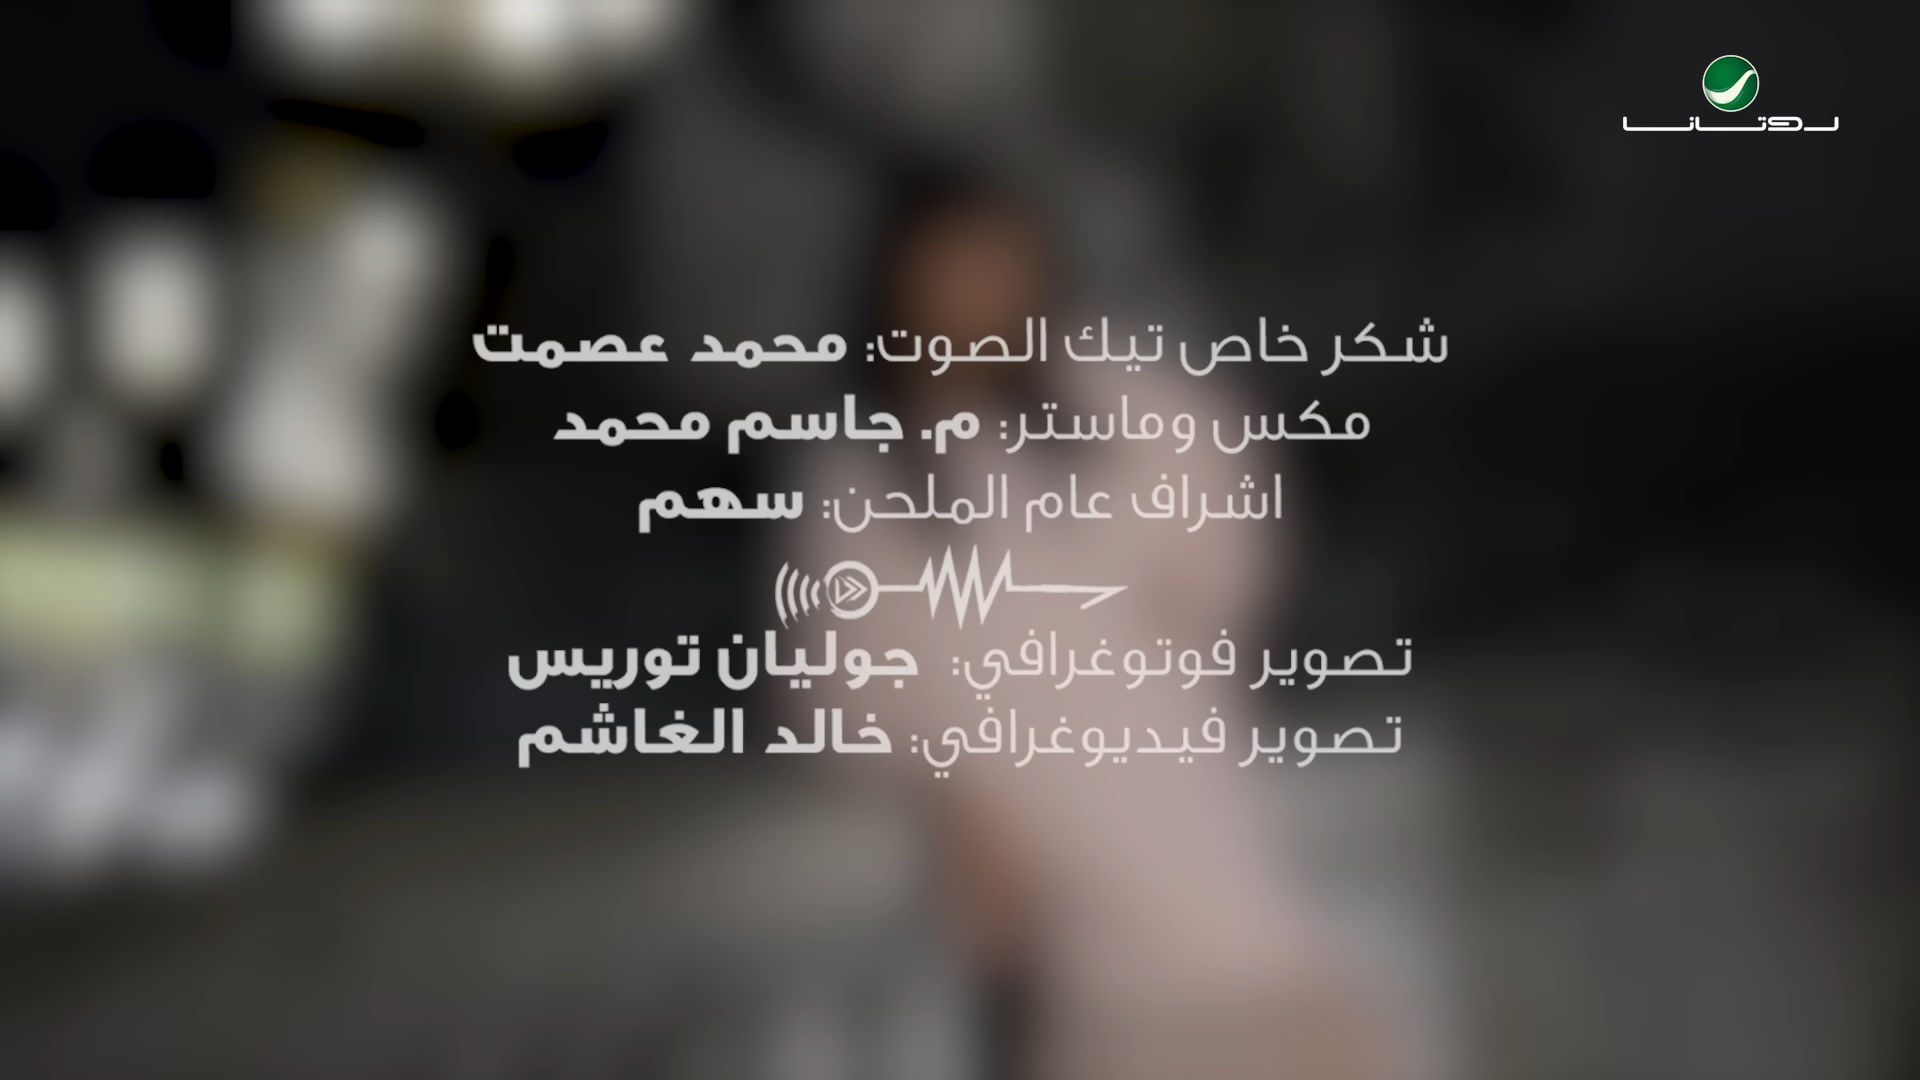 روتانا
شكر خاص تيك الصوت: محمد عصمت
مكس وماستر: م. جاسم محمد
اشراف عام الملحن: سهم
تصوير فوتوغرافي: جوليان توريس
تصوير فيديوغرافي: خالد الغاشم